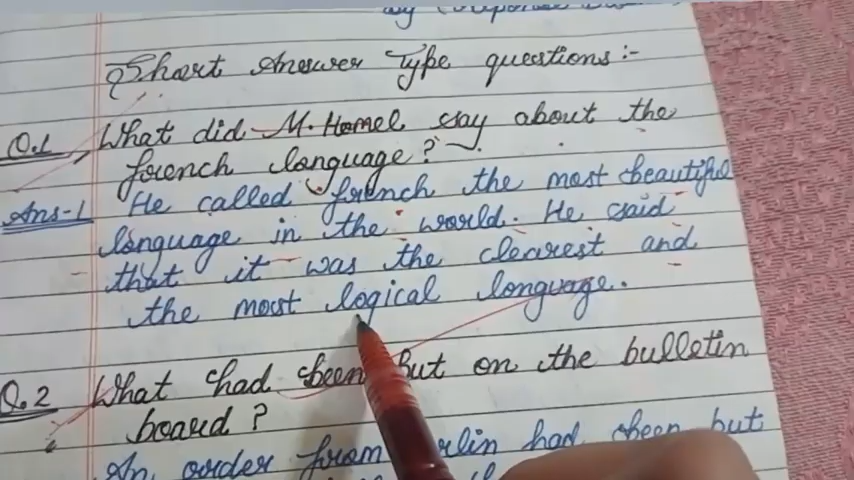 Short Answer Type questions:-
Q.1, What did M. Hamel say about the
french language?
Ans-1 He called french the most beautiful
language in the world. He said
that it was the clearest and
the most logical language.
Q.2 What had been but on the bulletin
board?
An order from had been but